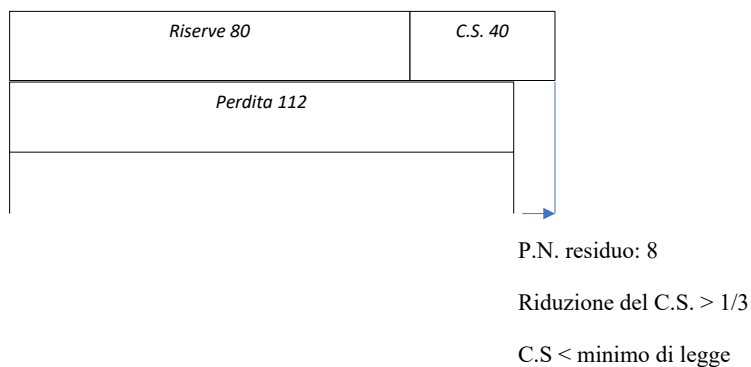 Riserve 80 C.S. 40
Perdita 112
P.N. residuo: 8
Riduzione del C.S. > 1/3
C.S < minimo di legge